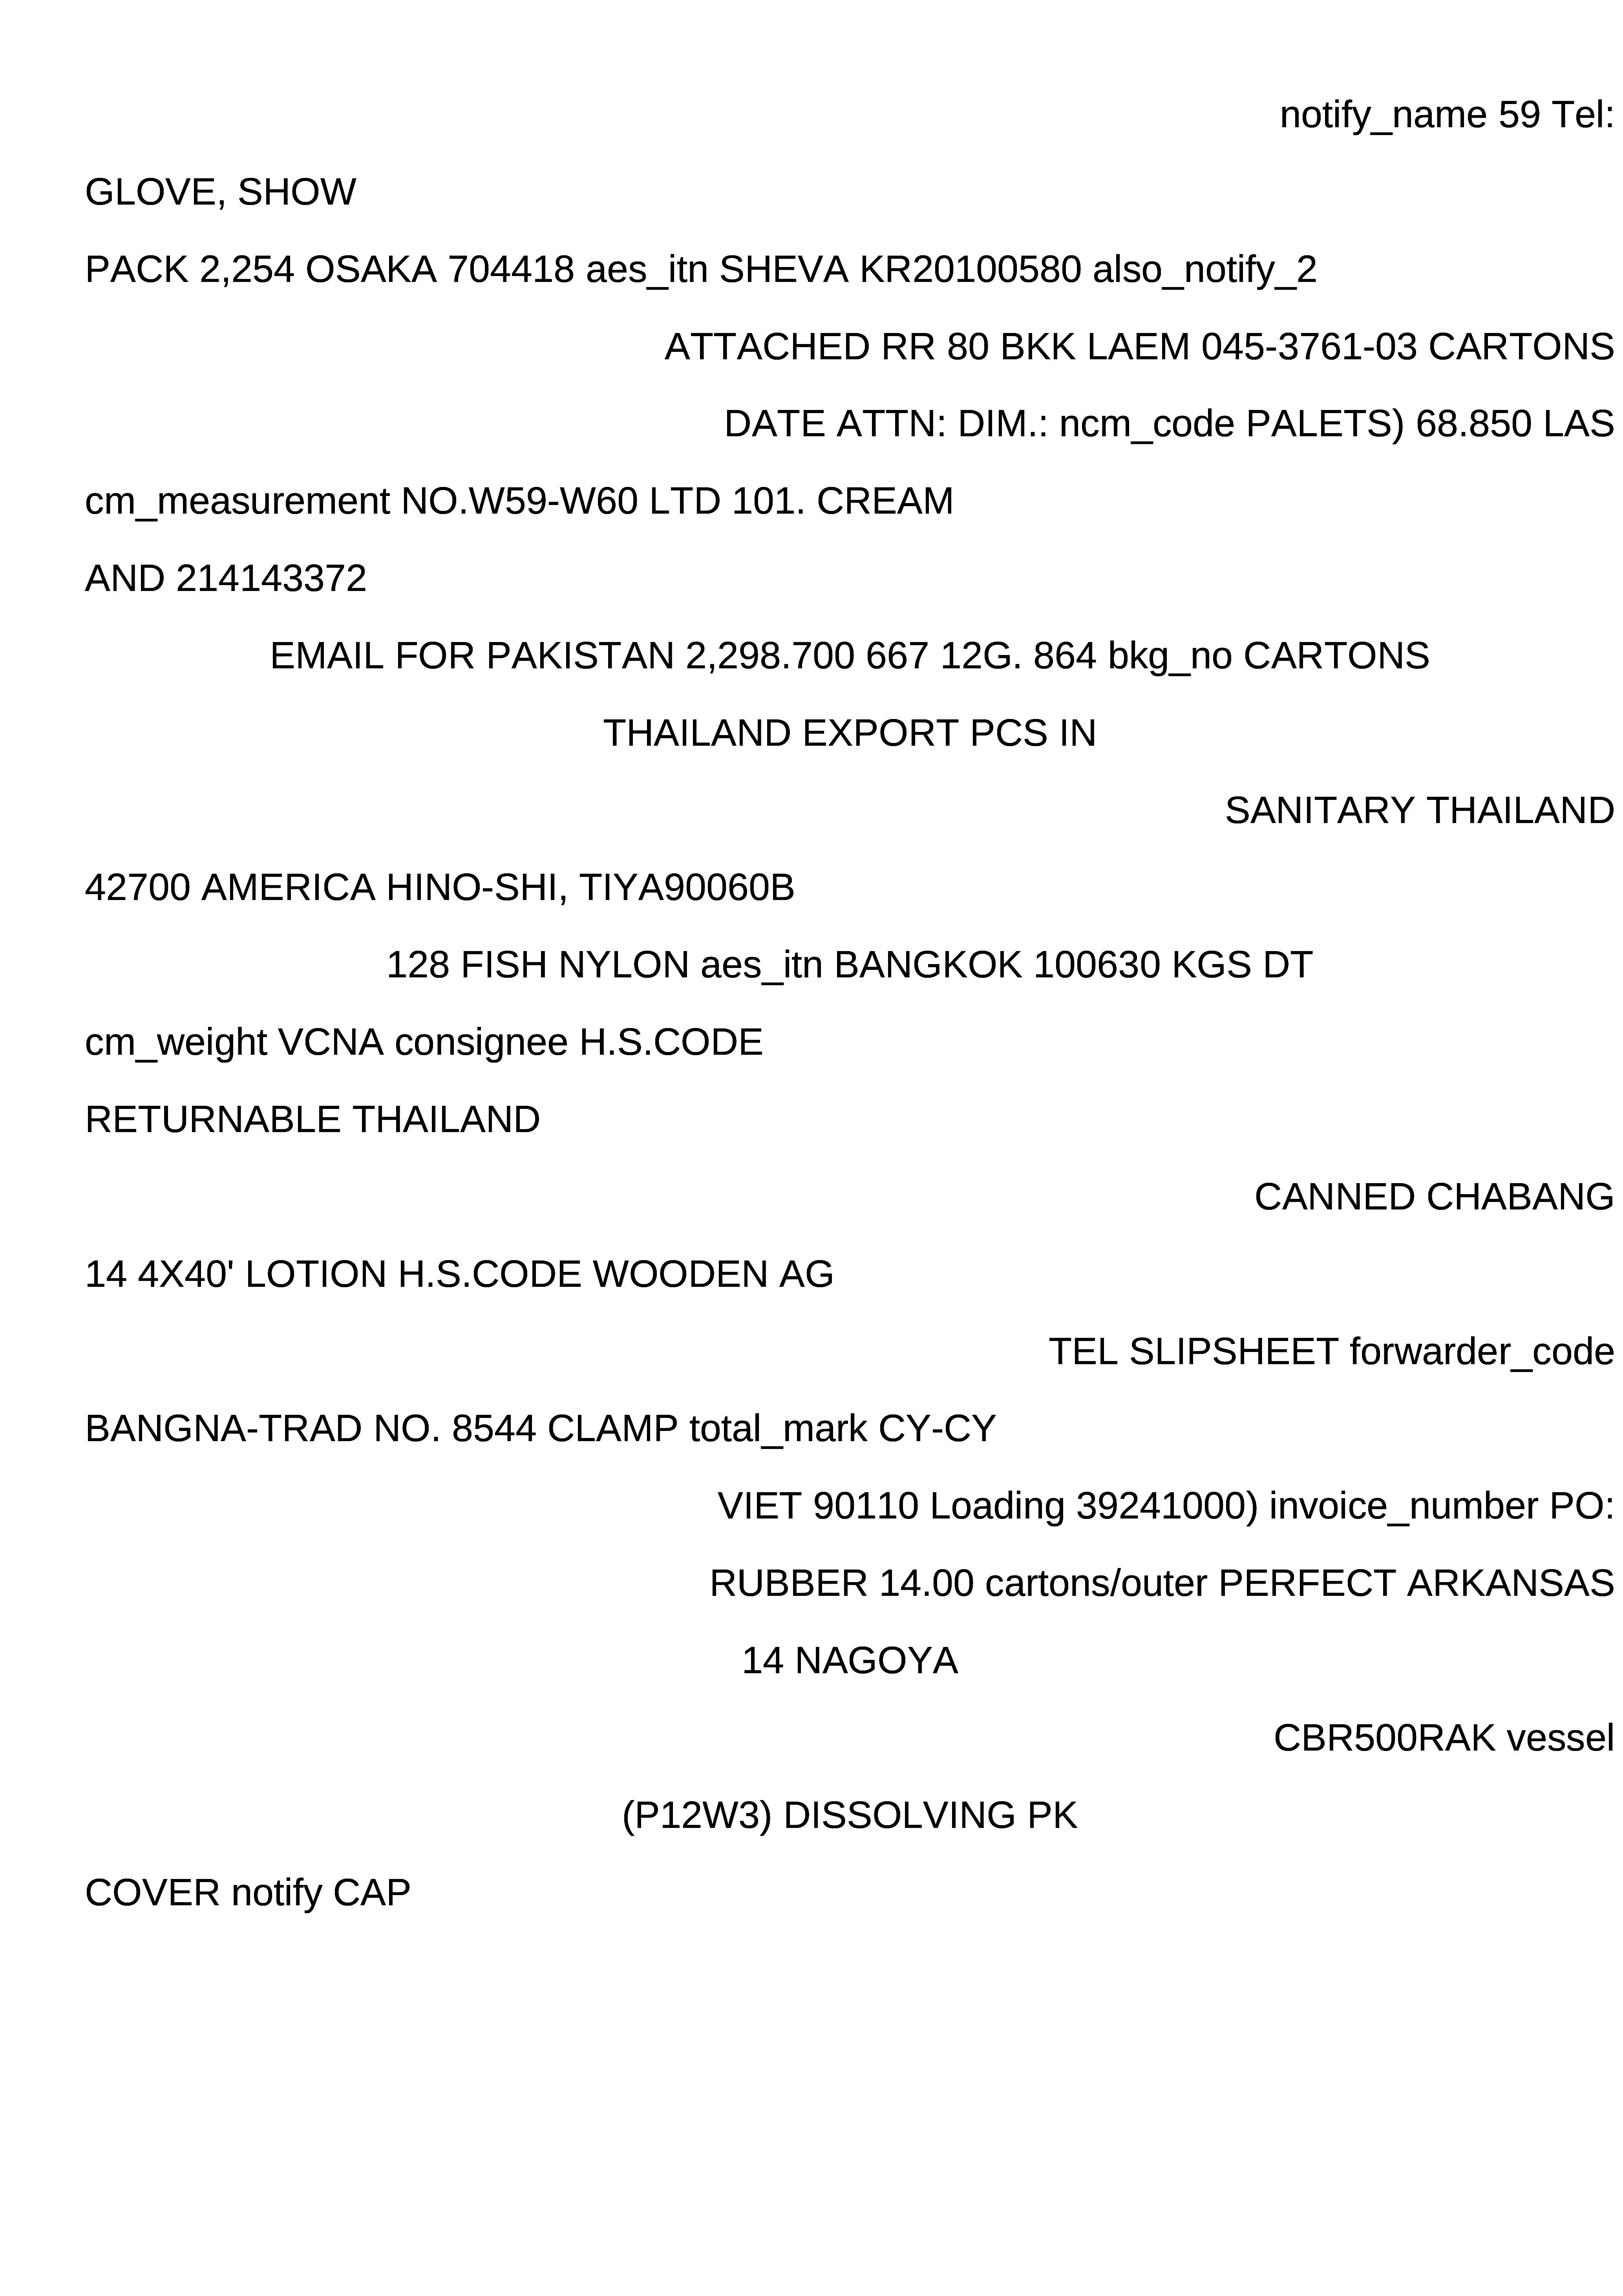 notify_name 59 Tel:
GLOVE, SHOW
PACK 2,254 OSAKA 704418 aes_itn SHEVA KR20100580 also_notify_2
ATTACHED RR 80 BKK LAEM 045-3761-03 CARTONS
DATE ATTN: DIM.: ncm_code PALETS) 68.850 LAS
cm_measurement NO.W59-W60 LTD 101. CREAM
AND 214143372
EMAIL FOR PAKISTAN 2,298.700 667 12G. 864 bkg_no CARTONS
THAILAND EXPORT PCS IN
SANITARY THAILAND
42700 AMERICA HINO-SHI, TIYA90060B
128 FISH NYLON aes_itn BANGKOK 100630 KGS DT
cm_weight VCNA consignee H.S.CODE
RETURNABLE THAILAND
CANNED CHABANG
14 4X40' LOTION H.S.CODE WOODEN AG
TEL SLIPSHEET forwarder_code
BANGNA-TRAD NO. 8544 CLAMP total_mark CY-CY
VIET 90110 Loading 39241000) invoice_number PO:
RUBBER 14.00 cartons/outer PERFECT ARKANSAS
14 NAGOYA
CBR500RAK vessel
(P12W3) DISSOLVING PK
COVER notify CAP